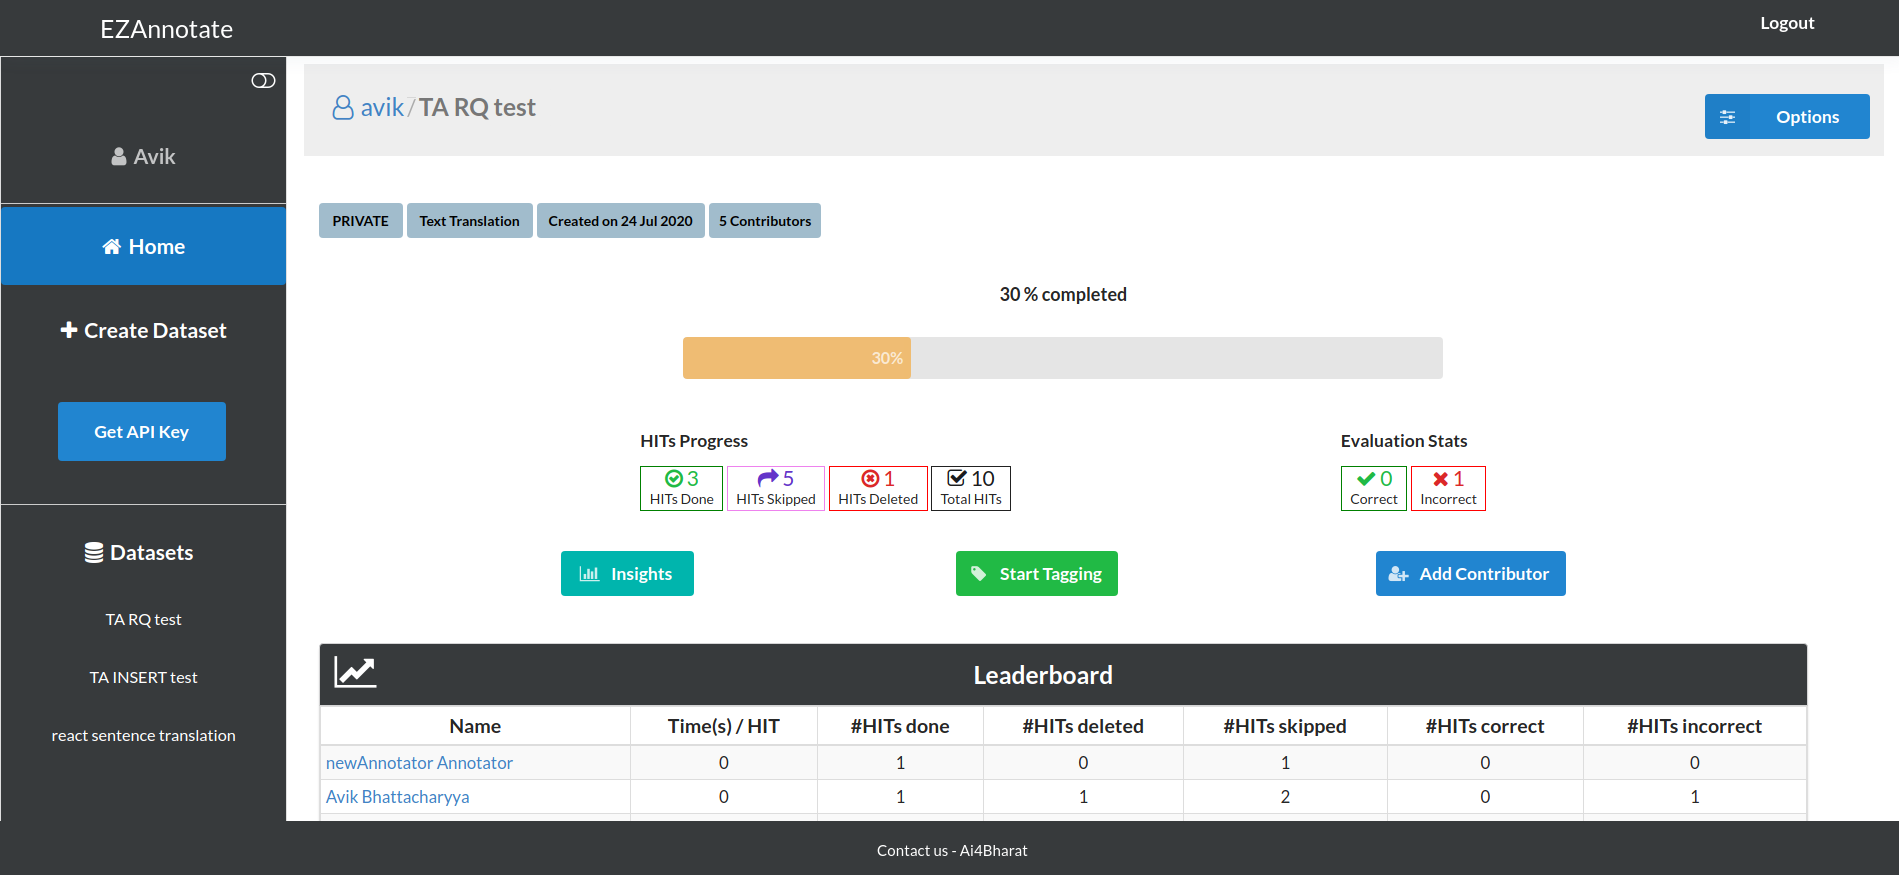 EZAnnotate
Logout
Avik
Home
Create Dataset
Get API Key
Datasets
TA RQ test
TA INSERT test
react sentence translation
avik/TA RQ test
Options
PRIVATE Text Translation Created on 24 Jul 2020 5 Contributors
30 % completed
30%
HITs Progress
3 5 1 10
HITs Done HITs Skipped HITs Deleted Total HITs
Evaluation Stats
0 1
Correct Incorrect
Insights Start Tagging Add Contributor
Leaderboard
Name Time(s) / HIT #HITs done #HITs deleted #HITs skipped #HITs correct #HITs incorrect
newAnnotator Annotator 0 1 0 1 0 0
Avik Bhattacharyya 0 1 1 2 0 1
Contact us - Ai4Bharat